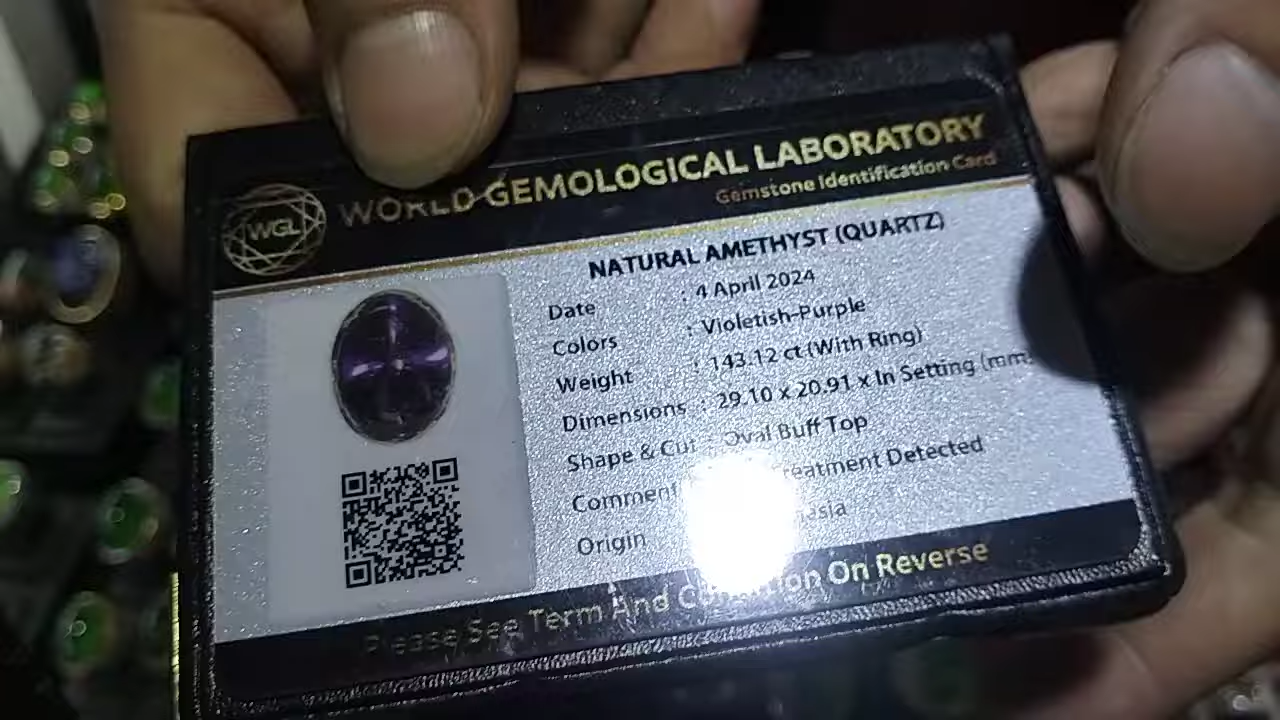 WGL
WORLD GEMOLOGICAL LABORATORY
Gemstone Identification Card
NATURAL AMETHYST (QUARTZ)
Date : 4 April 2024
Colors : Violetish-Purple
Weight : 143.12 ct (With Ring)
Dimensions : 29.10 x 20.91 x In Setting (mm)
Shape & Cut : Oval Buff Top
Comment Treatment Detected
Origin
Please See Term And Condition On Reverse